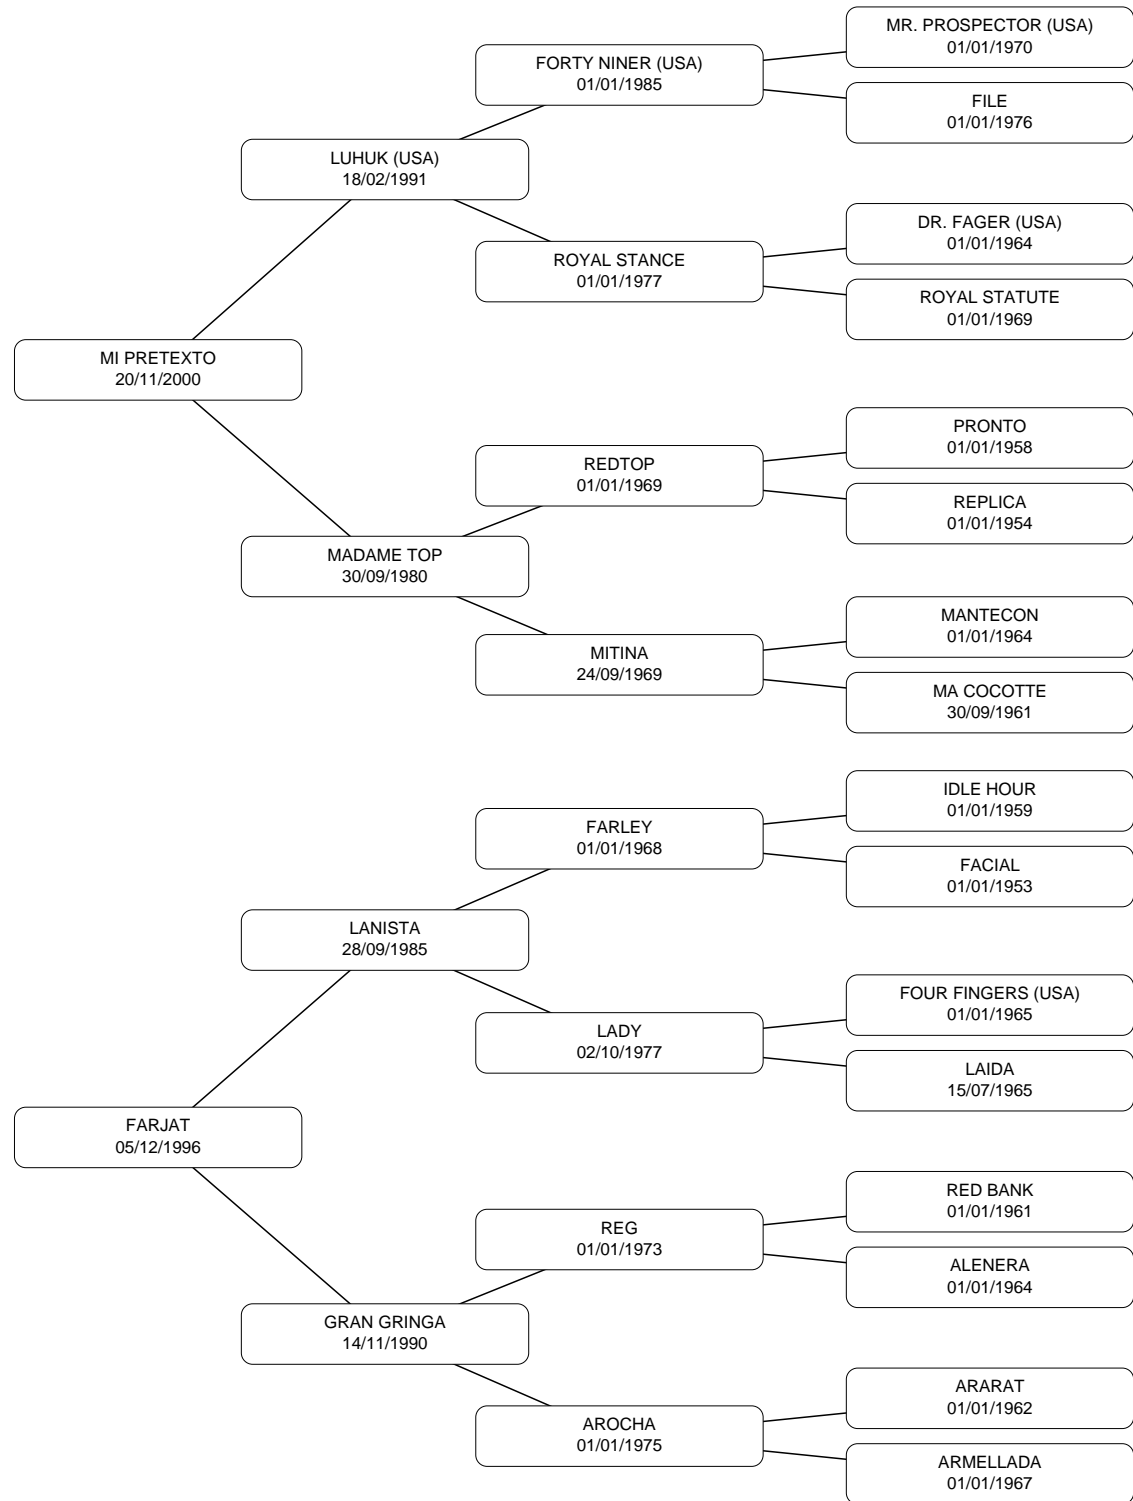 MR. PROSPECTOR (USA)
01/01/1970
FORTY NINER (USA)
01/01/1985
FILE
01/01/1976
LUHUK (USA)
18/02/1991
DR. FAGER (USA)
01/01/1964
ROYAL STANCE
01/01/1977
ROYAL STATUTE
01/01/1969
MI PRETEXTO
20/11/2000
PRONTO
01/01/1958
REDTOP
01/01/1969
REPLICA
01/01/1954
MADAME TOP
30/09/1980
MANTECON
01/01/1964
MITINA
24/09/1969
MA COCOTTE
30/09/1961
IDLE HOUR
01/01/1959
FARLEY
01/01/1968
FACIAL
01/01/1953
LANISTA
28/09/1985
FOUR FINGERS (USA)
01/01/1965
LADY
02/10/1977
LAIDA
15/07/1965
FARJAT
05/12/1996
RED BANK
01/01/1961
REG
01/01/1973
ALENERA
01/01/1964
GRAN GRINGA
14/11/1990
ARARAT
01/01/1962
AROCHA
01/01/1975
ARMELLADA
01/01/1967